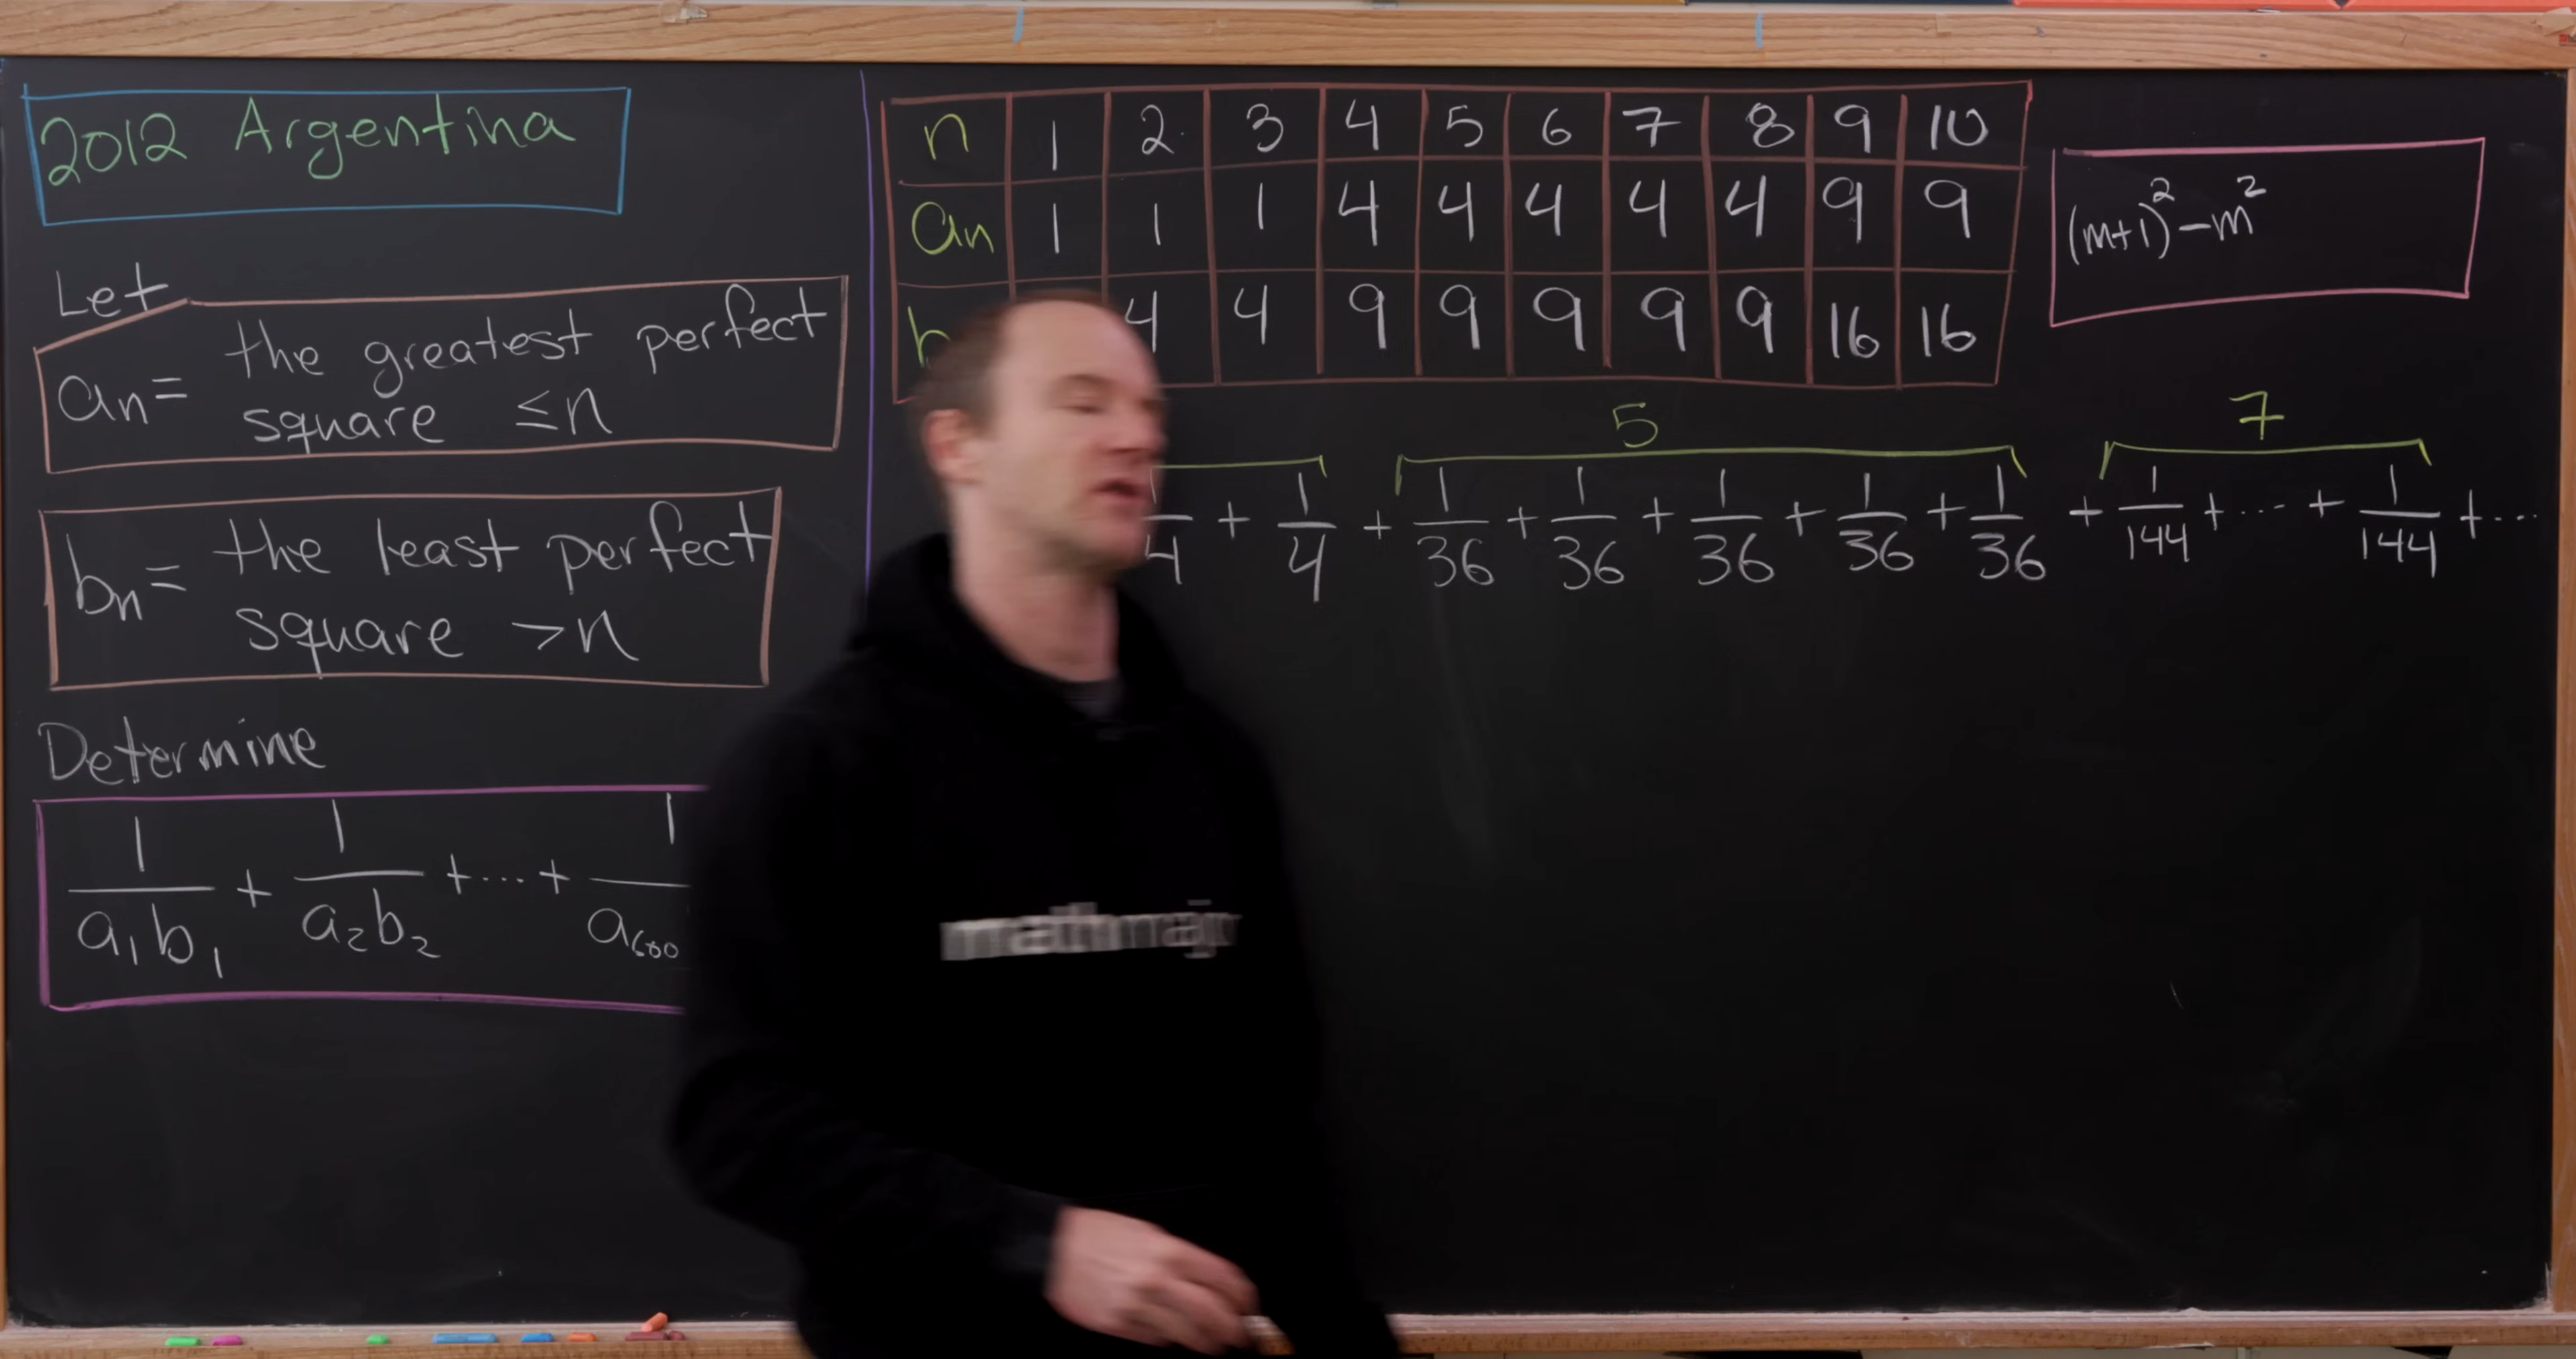 2012 Argentina
Let
an = the greatest perfect
square ≤n
bn = the least perfect
square >n
Determine
1/a₁b₁ + 1/a₂b₂ +...+ 1/a₆₀₀
n 1 2 3 4 5 6 7 8 9 10
an 1 1 1 4 4 4 4 4 9 9
b 4 4 9 9 9 9 9 16 16
(m+1)²-m²
5 7
1/4 + 1/4 + 1/36 + 1/36 + 1/36 + 1/36 + 1/36 + 1/144 +...+ 1/144 +...